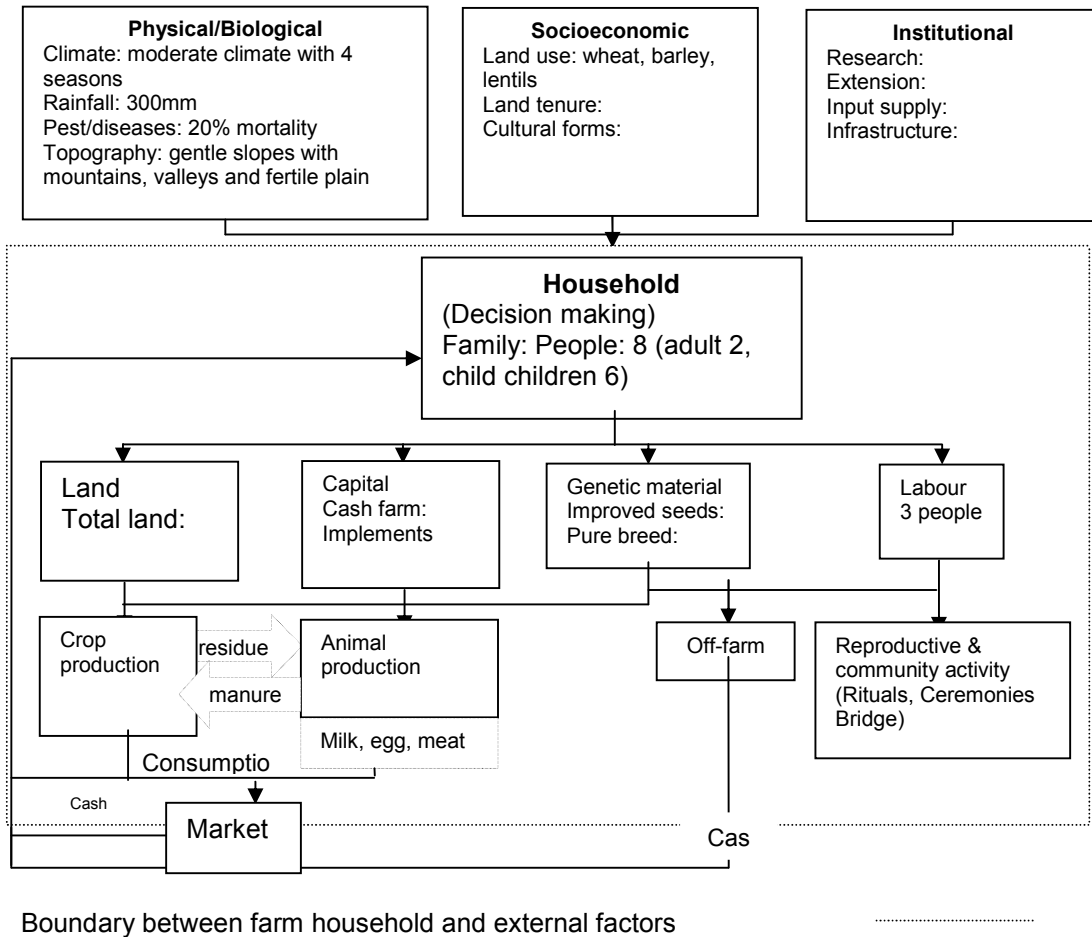 Physical/Biological
Climate: moderate climate with 4
seasons
Rainfall: 300mm
Pest/diseases: 20% mortality
Topography: gentle slopes with
mountains, valleys and fertile plain
Socioeconomic
Land use: wheat, barley,
lentils
Land tenure:
Cultural forms:
Institutional
Research:
Extension:
Input supply:
Infrastructure:
Household
(Decision making)
Family: People: 8 (adult 2,
child children 6)
Land
Total land:
Capital
Cash farm:
Implements
Genetic material
Improved seeds:
Pure breed:
Labour
3 people
Crop
production
residue
manure
Animal
production
Milk, egg, meat
Off-farm
Reproductive &
community activity
(Rituals, Ceremonies
Bridge)
Consumptio
Cash
Market
Cas
Boundary between farm household and external factors